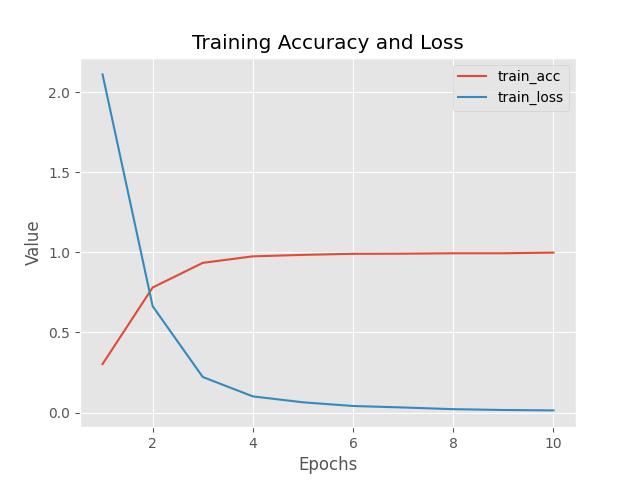 Training Accuracy and Loss
train_acc
train_loss
2.0
1.5
1.0
0.5
0.0
Value
2 4 6 8 10
Epochs